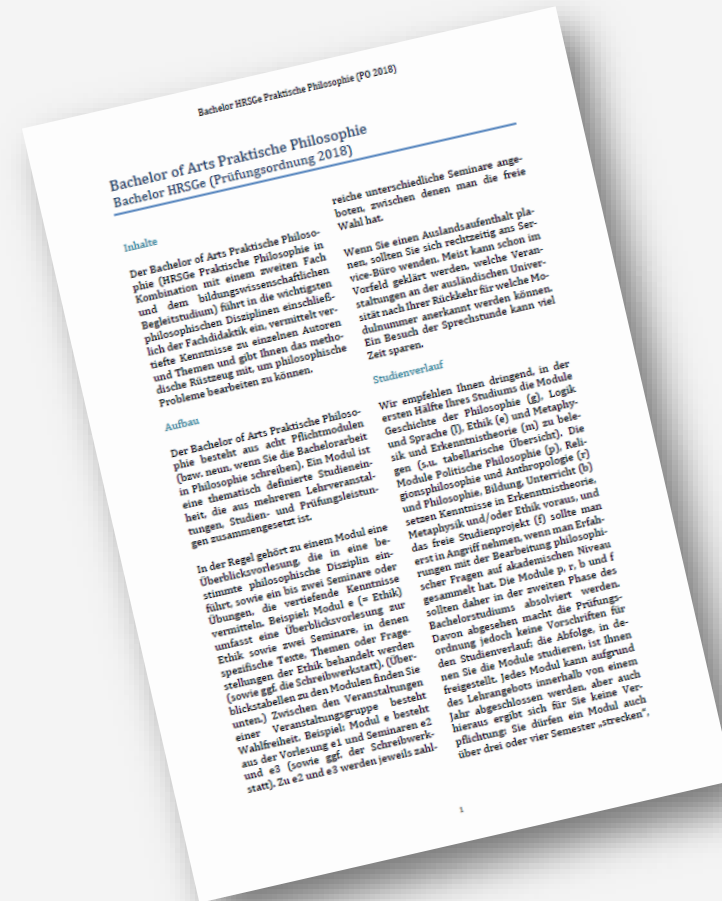 Bachelor HRSGe Praktische Philosophie (PO 2018)
Bachelor of Arts Praktische Philosophie
Bachelor HRSGe (Prüfungsordnung 2018)
Inhalte
Der Bachelor of Arts Praktische Philoso-
phie (HRSGe Praktische Philosophie in
Kombination mit einem zweiten Fach
und dem bildungswissenschaftlichen
Begleitstudium) führt in die wichtigsten
philosophischen Disziplinen einschließ-
lich der Fachdidaktik ein, vermittelt ver-
tiefte Kenntnisse zu einzelnen Autoren
und Themen und gibt Ihnen das metho-
dische Rüstzeug mit, um philosophische
Probleme bearbeiten zu können.
Aufbau
Der Bachelor of Arts Praktische Philoso-
phie besteht aus acht Pflichtmodulen
(bzw. neun, wenn Sie die Bachelorarbeit
in Philosophie schreiben). Ein Modul ist
eine thematisch definierte Studienein-
heit, die aus mehreren Lehrveranstal-
tungen, Studien- und Prüfungsleistun-
gen zusammengesetzt ist.
In der Regel gehört zu einem Modul eine
Überblicksvorlesung, die in eine be-
stimmte philosophische Disziplin ein-
führt, sowie ein bis zwei Seminare oder
Übungen, die vertiefende Kenntnisse
vermitteln. Beispiel: Modul e (= Ethik)
umfasst eine Überblicksvorlesung zur
Ethik sowie zwei Seminare, in denen
spezifische Texte, Themen oder Frage-
stellungen der Ethik behandelt werden
(sowie ggf. die Schreibwerkstatt). (Über-
blickstabellen zu den Modulen finden Sie
unten.) Zwischen den Veranstaltungen
einer Veranstaltungsgruppe besteht
Wahlfreiheit. Beispiel: Modul e besteht
aus der Vorlesung e1 und Seminaren e2
und e3 (sowie ggf. der Schreibwerk-
statt). Zu e2 und e3 werden jeweils zahl-
reiche unterschiedliche Seminare ange-
boten, zwischen denen man die freie
Wahl hat.
Wenn Sie einen Auslandsaufenthalt pla-
nen, sollten Sie sich rechtzeitig ans Ser-
vice-Büro wenden. Meist kann schon im
Vorfeld geklärt werden, welche Veran-
staltungen an der ausländischen Univer-
sität nach Ihrer Rückkehr für welche Mo-
dulnummer anerkannt werden können.
Ein Besuch der Sprechstunde kann viel
Zeit sparen.
Studienverlauf
Wir empfehlen Ihnen dringend, in der
ersten Hälfte Ihres Studiums die Module
Geschichte der Philosophie (g), Logik
und Sprache (l), Ethik (e) und Metaphy-
sik und Erkenntnistheorie (m) zu bele-
gen (s.u. tabellarische Übersicht). Die
Module Politische Philosophie (p), Reli-
gionsphilosophie und Anthropologie (r)
und Philosophie, Bildung, Unterricht (b)
setzen Kenntnisse in Erkenntnistheorie,
Metaphysik und/oder Ethik voraus, und
das freie Studienprojekt (f) sollte man
erst in Angriff nehmen, wenn man Erfah-
rungen mit der Bearbeitung philosophi-
scher Fragen auf akademischen Niveau
gesammelt hat. Die Module p, r, b und f
sollten daher in der zweiten Phase des
Bachelorstudiums absolviert werden.
Davon abgesehen macht die Prüfungs-
ordnung jedoch keine Vorschriften für
den Studienverlauf; die Abfolge, in de-
nen Sie die Module studieren, ist Ihnen
freigestellt. Jedes Modul kann aufgrund
des Lehrangebots innerhalb von einem
Jahr abgeschlossen werden, aber auch
hieraus ergibt sich für Sie keine Ver-
pflichtung: Sie dürfen ein Modul auch
über drei oder vier Semester „strecken“,
1